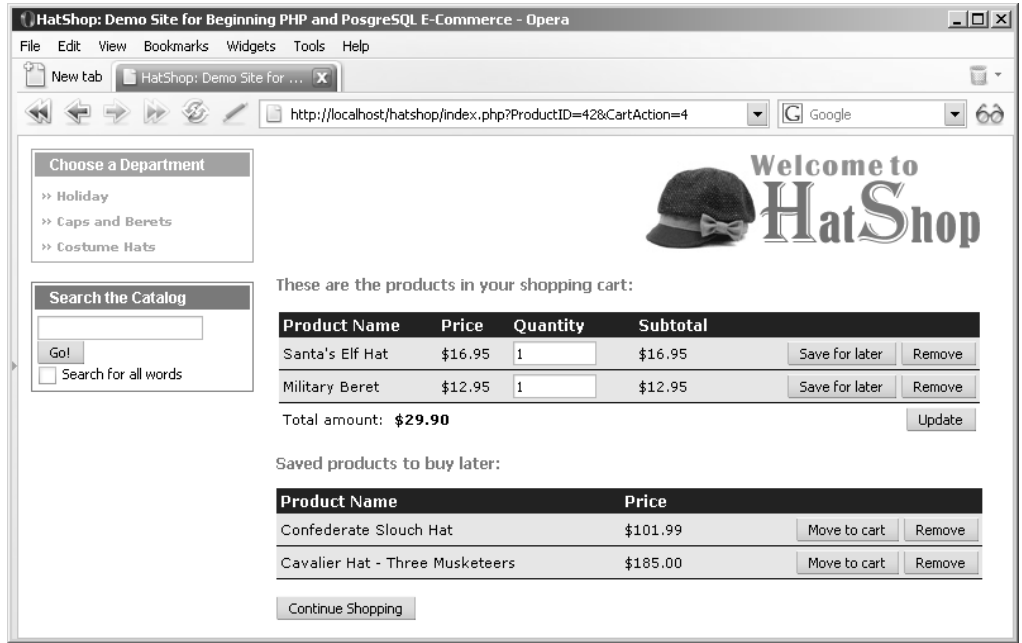 HatShop: Demo Site for Beginning PHP and PosgreSQL E-Commerce - Opera
File Edit View Bookmarks Widgets Tools Help
New tab HatShop: Demo Site for ... X
http://localhost/hatshop/index.php?ProductID=42&CartAction=4 G Google
Choose a Department
» Holiday
» Caps and Berets
» Costume Hats
Welcome to
HatShop
Search the Catalog
Go!
Search for all words
These are the products in your shopping cart:
Product Name Price Quantity Subtotal
Santa's Elf Hat $16.95 1 $16.95 Save for later Remove
Military Beret $12.95 1 $12.95 Save for later Remove
Total amount: $29.90 Update
Saved products to buy later:
Product Name Price
Confederate Slouch Hat $101.99 Move to cart Remove
Cavalier Hat - Three Musketeers $185.00 Move to cart Remove
Continue Shopping